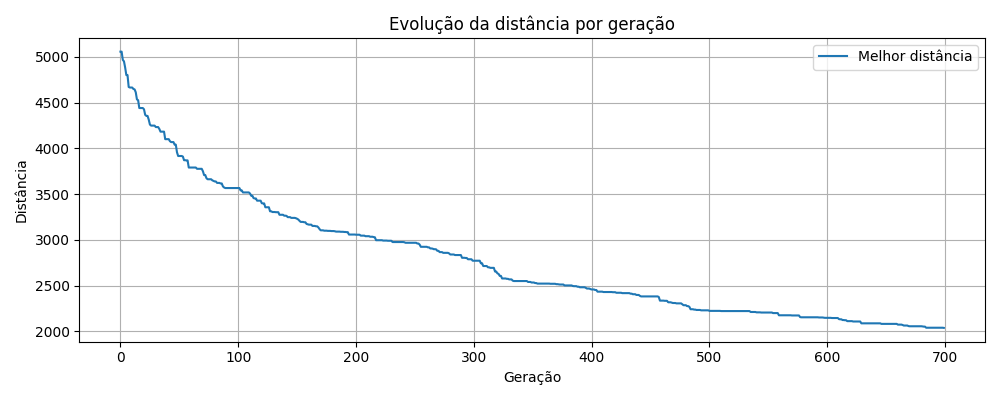 Evolução da distância por geração
Melhor distância
Distância
5000
4500
4000
3500
3000
2500
2000
0 100 200 300 400 500 600 700
Geração